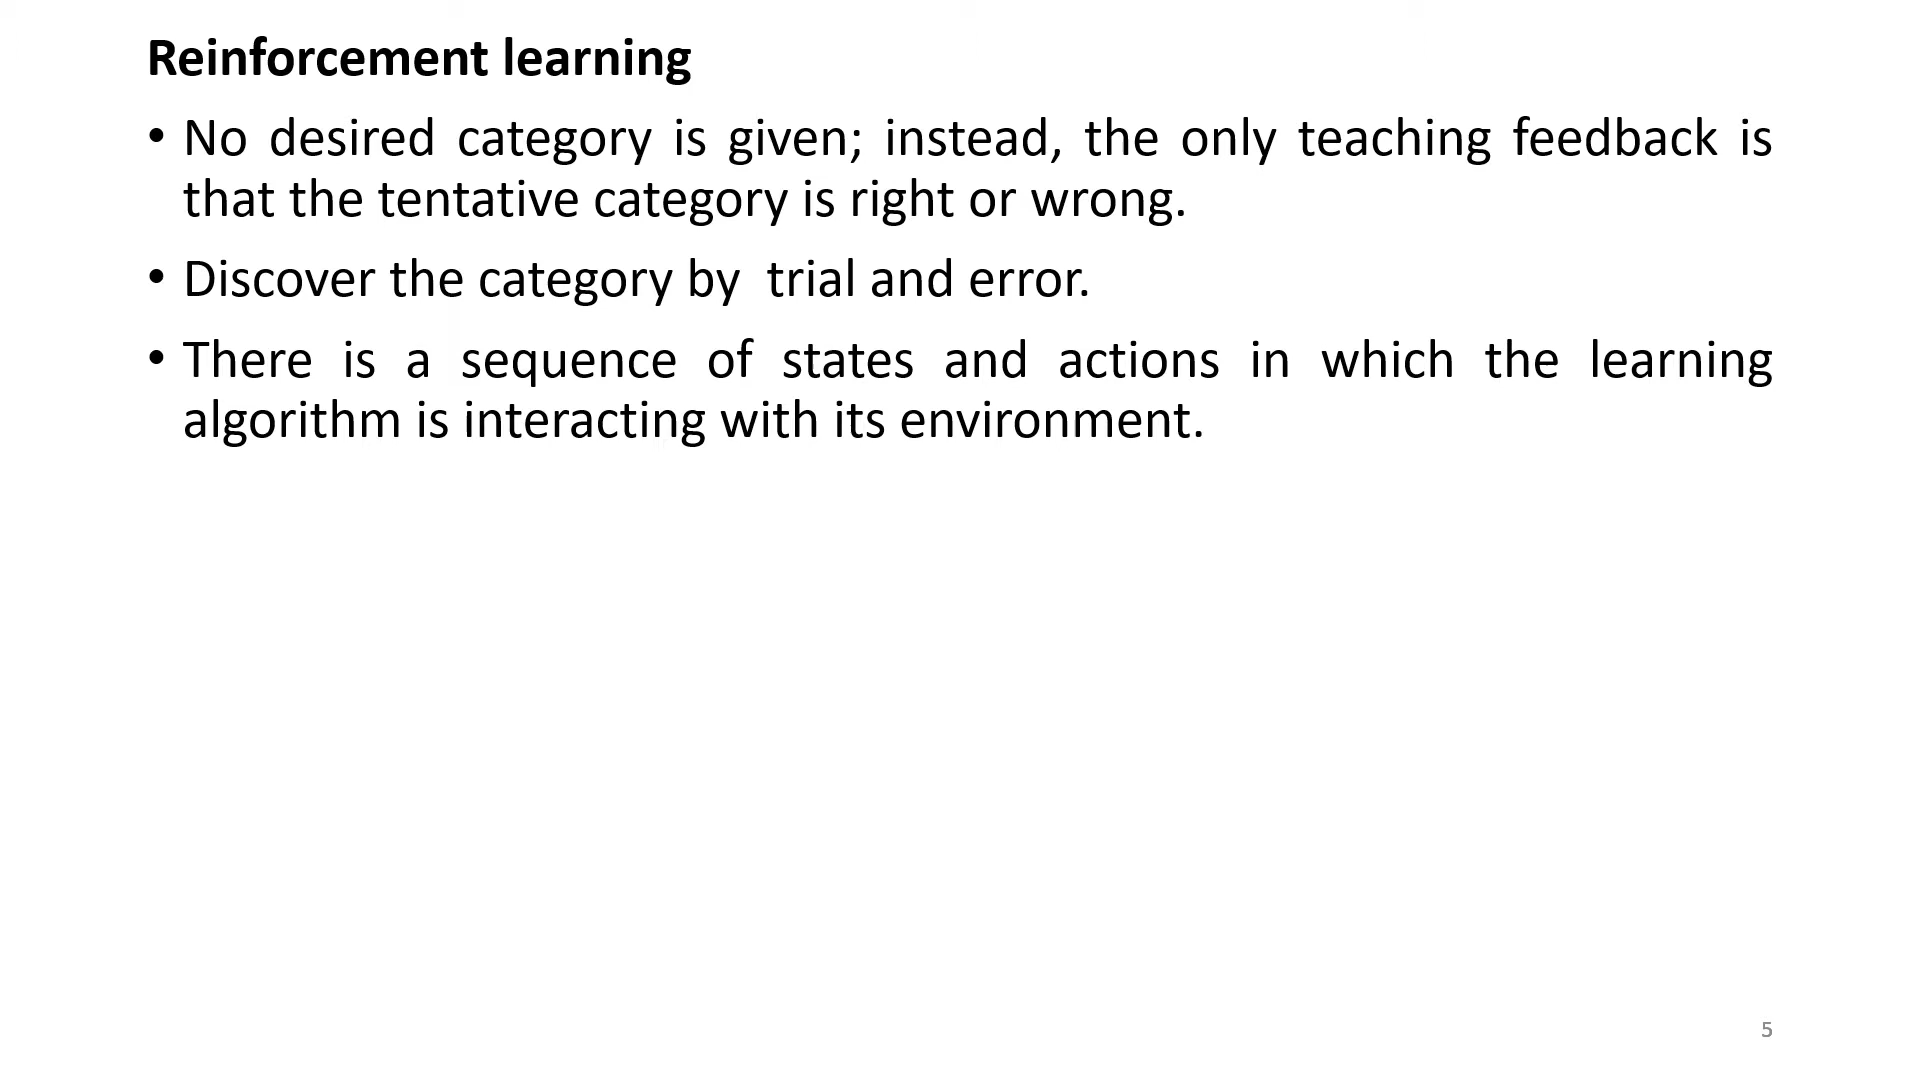 Reinforcement learning
• No desired category is given; instead, the only teaching feedback is
that the tentative category is right or wrong.
• Discover the category by  trial and error.
• There is a sequence of states and actions in which the learning
algorithm is interacting with its environment.
5